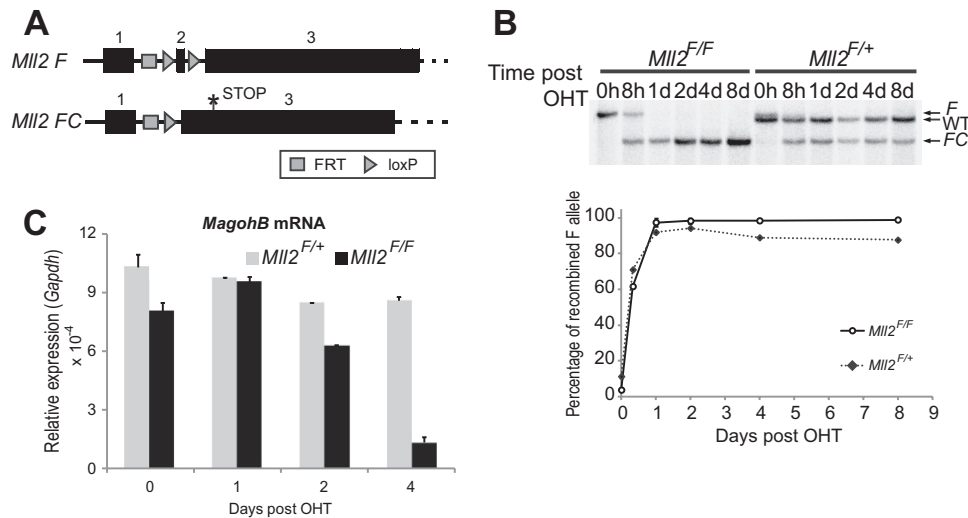 A
1 2 3
Mll2 F
STOP
*
1 3
Mll2 FC
FRT loxP
B
Mll2F/F Mll2F/+
Time post OHT
0h 8h 1d 2d 4d 8d 0h 8h 1d 2d 4d 8d
F
WT
FC
Percentage of recombined F allele
100
80
60
40
20
0
0 1 2 3 4 5 6 7 8 9
Days post OHT
Mll2F/F
Mll2F/+
C
MagohB mRNA
Mll2F/+ Mll2F/F
Relative expression (Gapdh)
x 10-4
12
9
6
3
0
0 1 2 4
Days post OHT